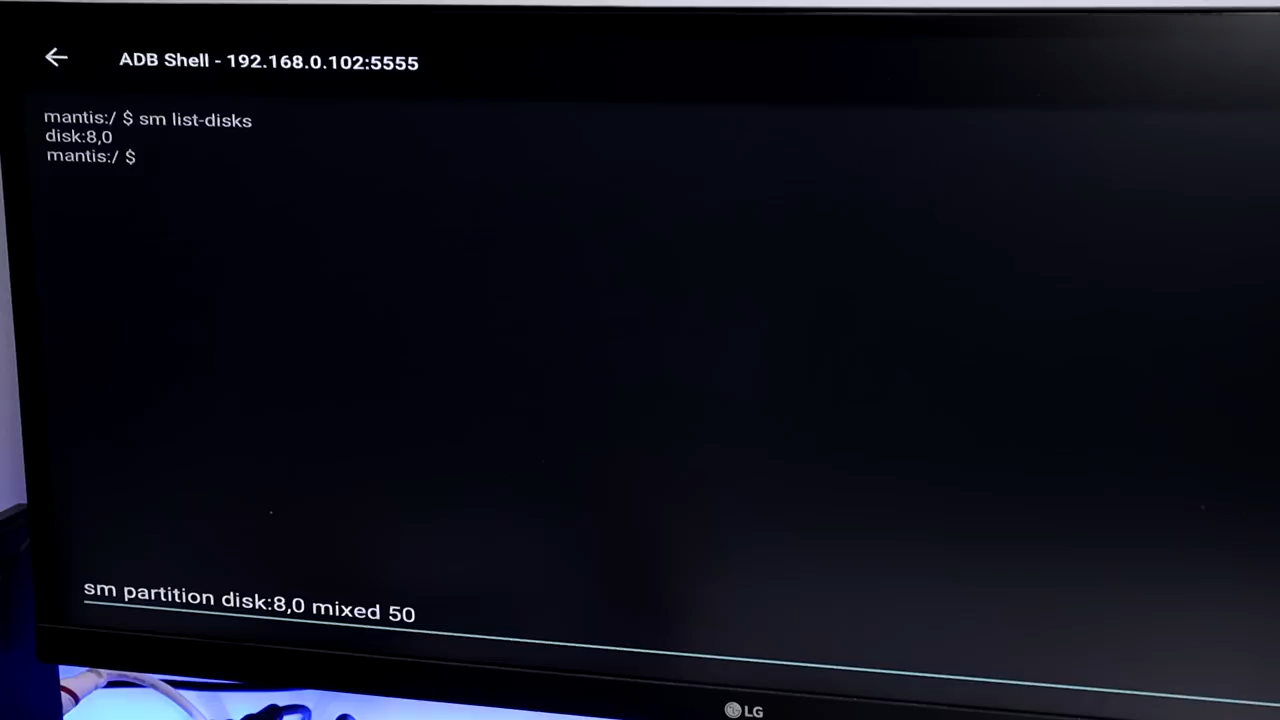 ADB Shell - 192.168.0.102:5555
mantis:/ $ sm list-disks
disk:8,0
mantis:/ $
sm partition disk:8,0 mixed 50
LG